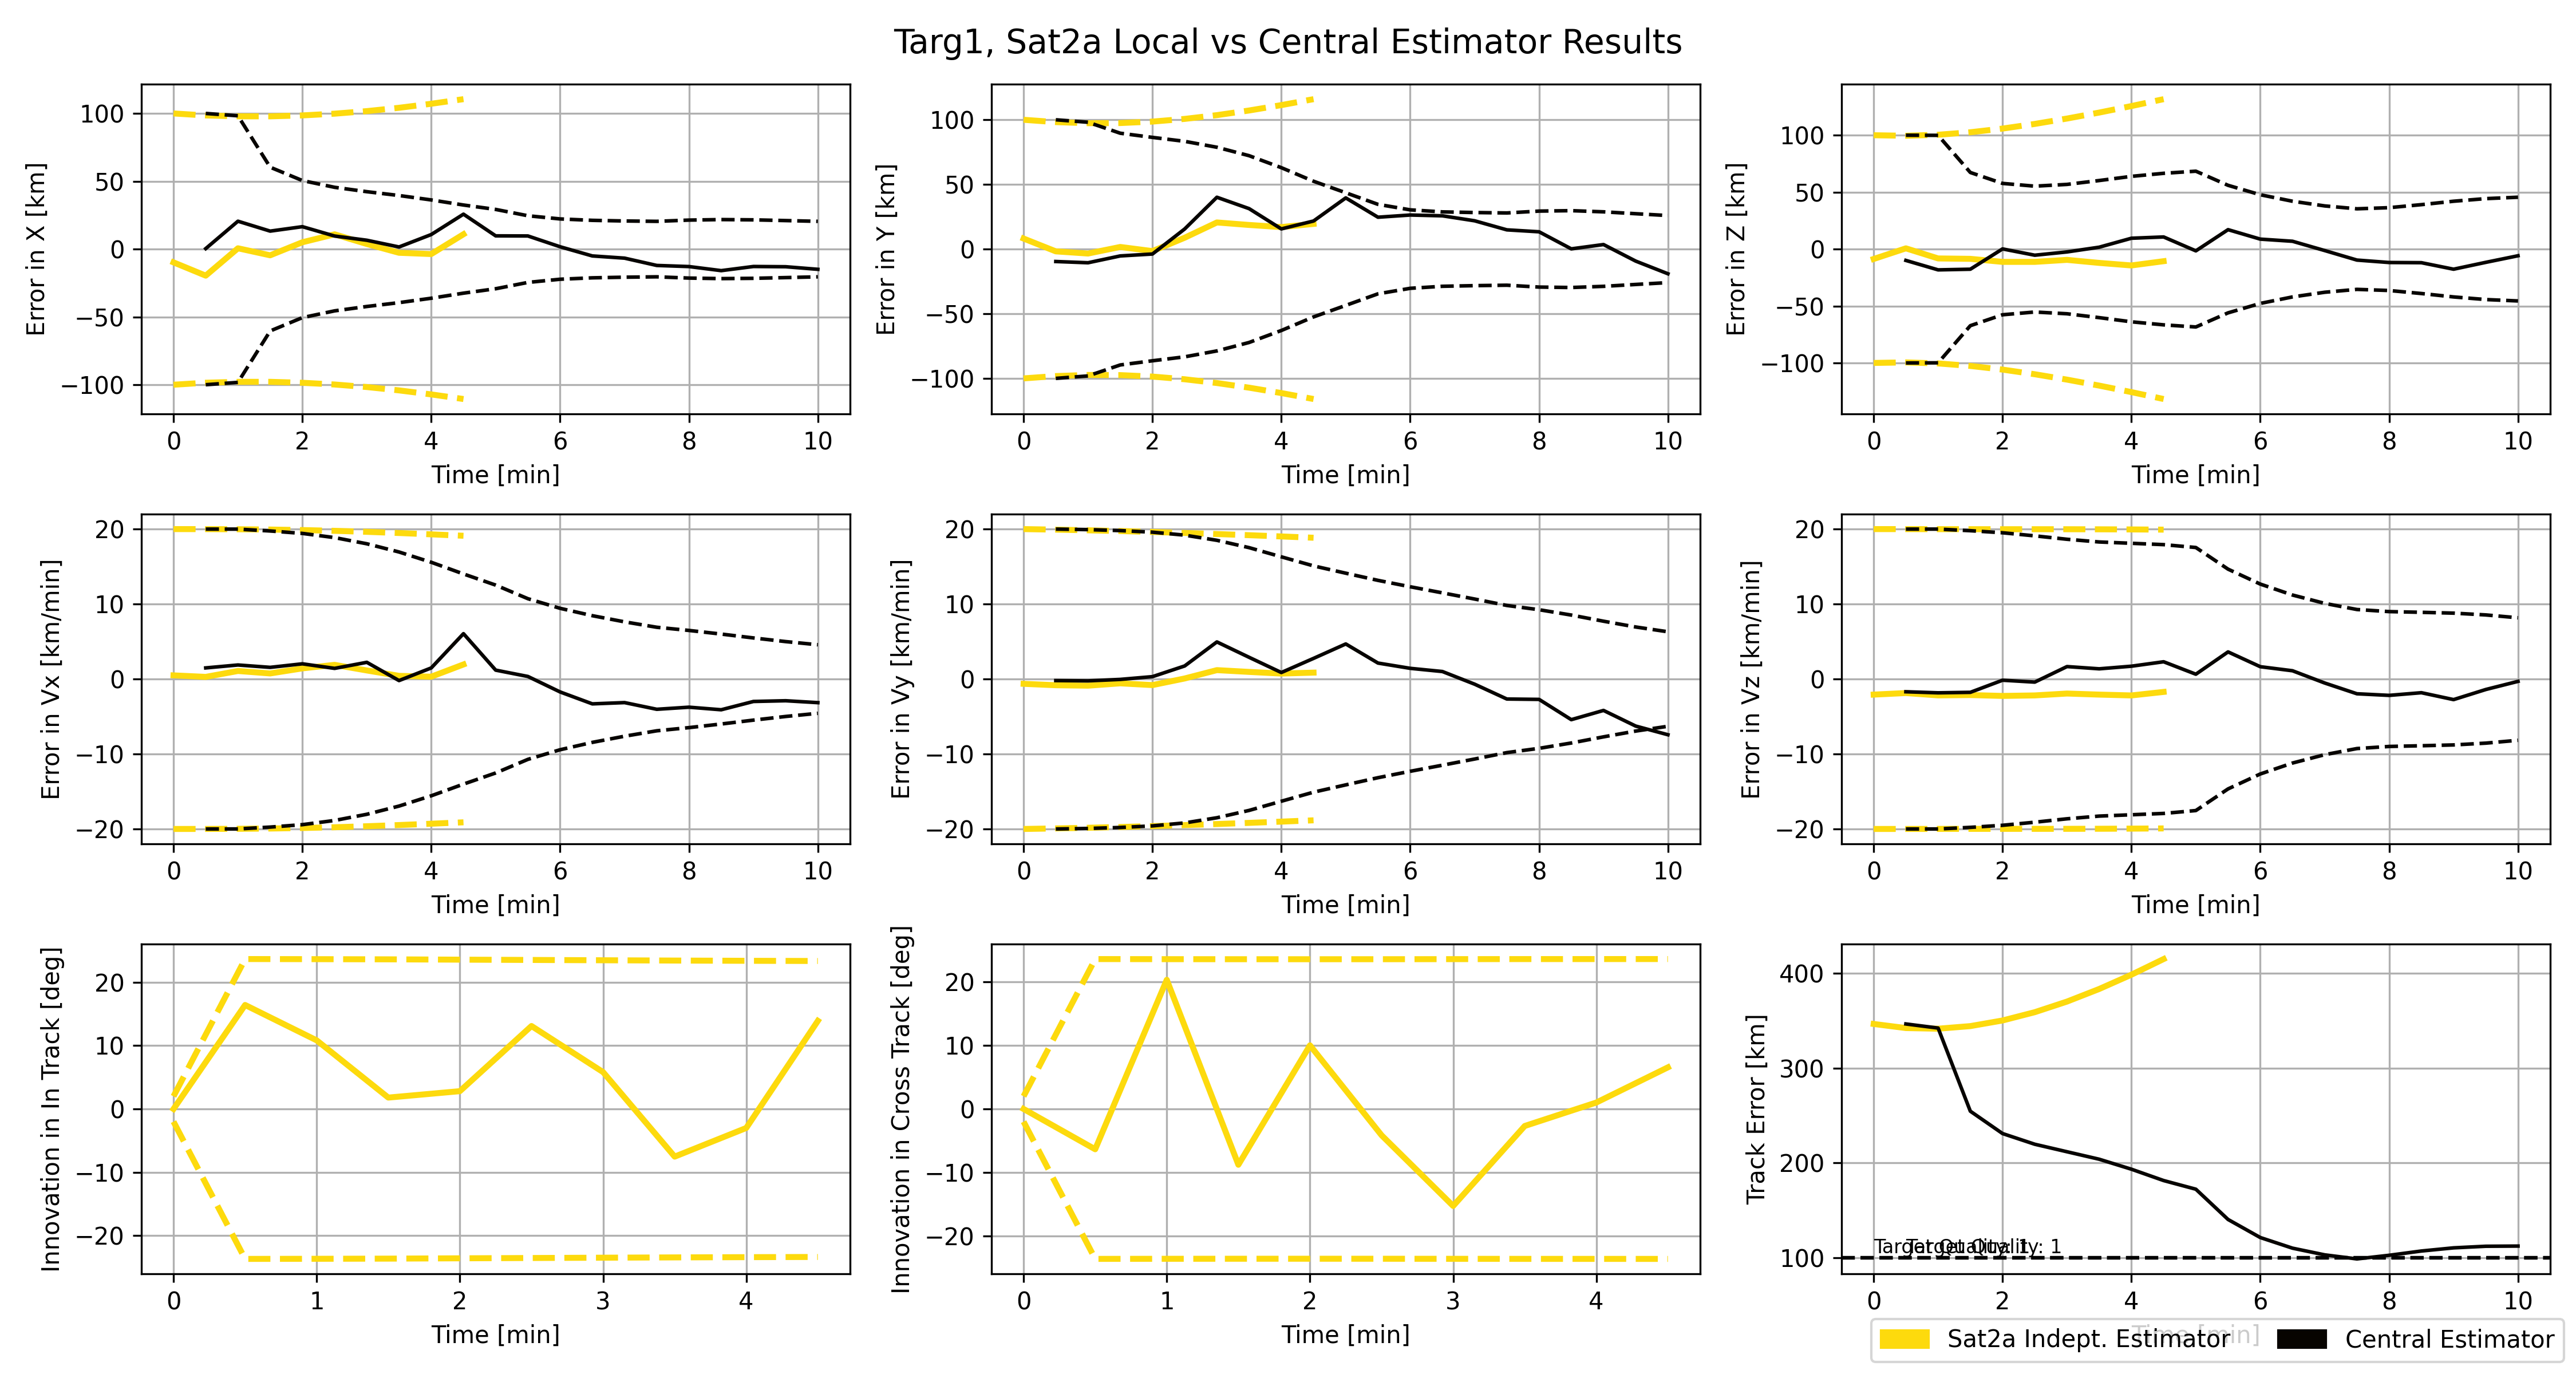 Targ1, Sat2a Local vs Central Estimator Results
Error in X [km]
100
50
0
−50
−100
0 2 4 6 8 10
Time [min]
Error in Y [km]
100
50
0
−50
−100
0 2 4 6 8 10
Time [min]
Error in Z [km]
100
50
0
−50
−100
0 2 4 6 8 10
Time [min]
Error in Vx [km/min]
20
10
0
−10
−20
0 2 4 6 8 10
Time [min]
Error in Vy [km/min]
20
10
0
−10
−20
0 2 4 6 8 10
Time [min]
Error in Vz [km/min]
20
10
0
−10
−20
0 2 4 6 8 10
Time [min]
Innovation in In Track [deg]
20
10
0
−10
−20
0 1 2 3 4
Time [min]
Innovation in Cross Track [deg]
20
10
0
−10
−20
0 1 2 3 4
Time [min]
Track Error [km]
400
300
200
100
Target Quality: 1
Target Quality: 1
0 2 4 6 8 10
Time [min]
Sat2a Indept. Estimator
Central Estimator